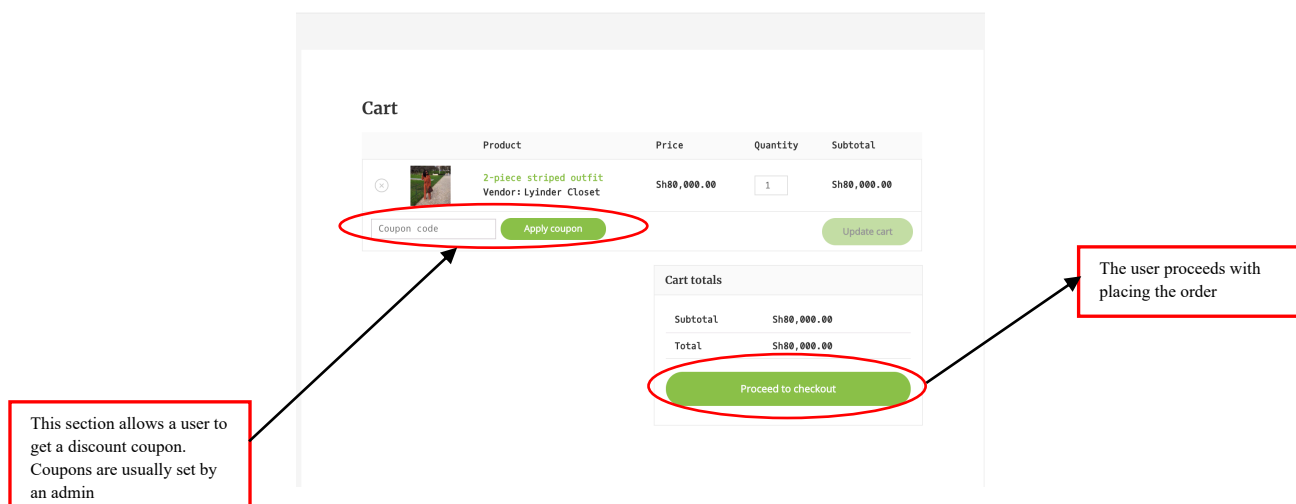 Cart
Product Price Quantity Subtotal
2-piece striped outfit
Vendor: Lyinder Closet
Sh80,000.00 1 Sh80,000.00
Coupon code Apply coupon Update cart
Cart totals
Subtotal Sh80,000.00
Total Sh80,000.00
Proceed to checkout
The user proceeds with
placing the order
This section allows a user to
get a discount coupon.
Coupons are usually set by
an admin